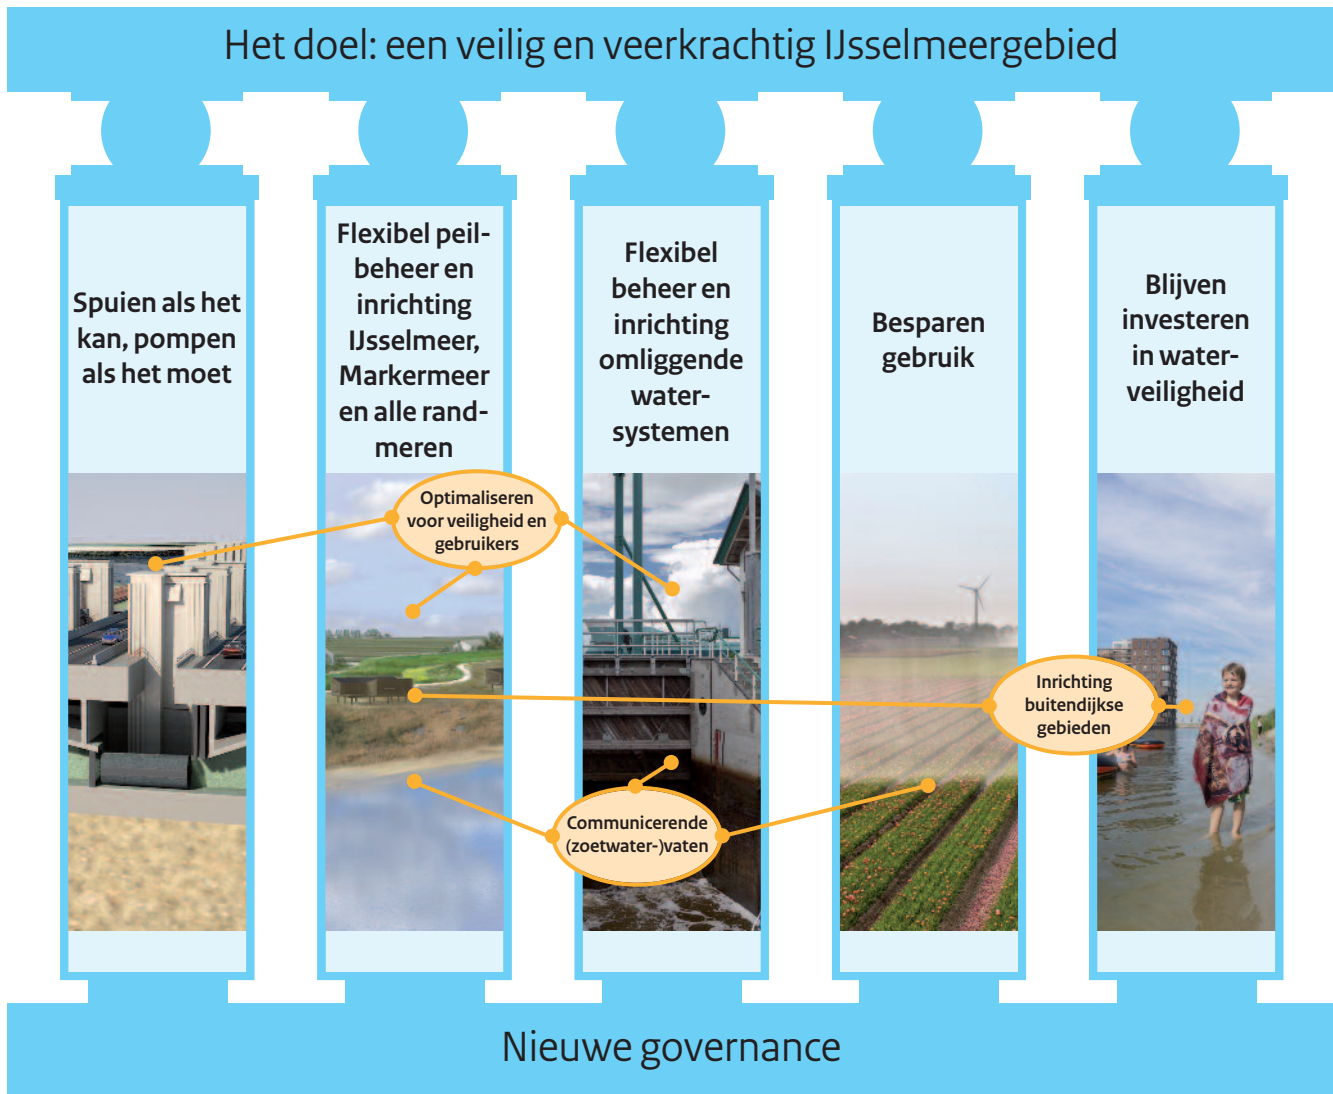 Het doel: een veilig en veerkrachtig IJsselmeergebied
Spuien als het
kan, pompen
als het moet
Flexibel peil-
beheer en
inrichting
IJsselmeer,
Markermeer
en alle rand-
meren
Flexibel
beheer en
inrichting
omliggende
water-
systemen
Besparen
gebruik
Blijven
investeren
in water-
veiligheid
Optimaliseren
voor veiligheid en
gebruikers
Inrichting
buitendijkse
gebieden
Communicerende
(zoetwater-)vaten
Nieuwe governance